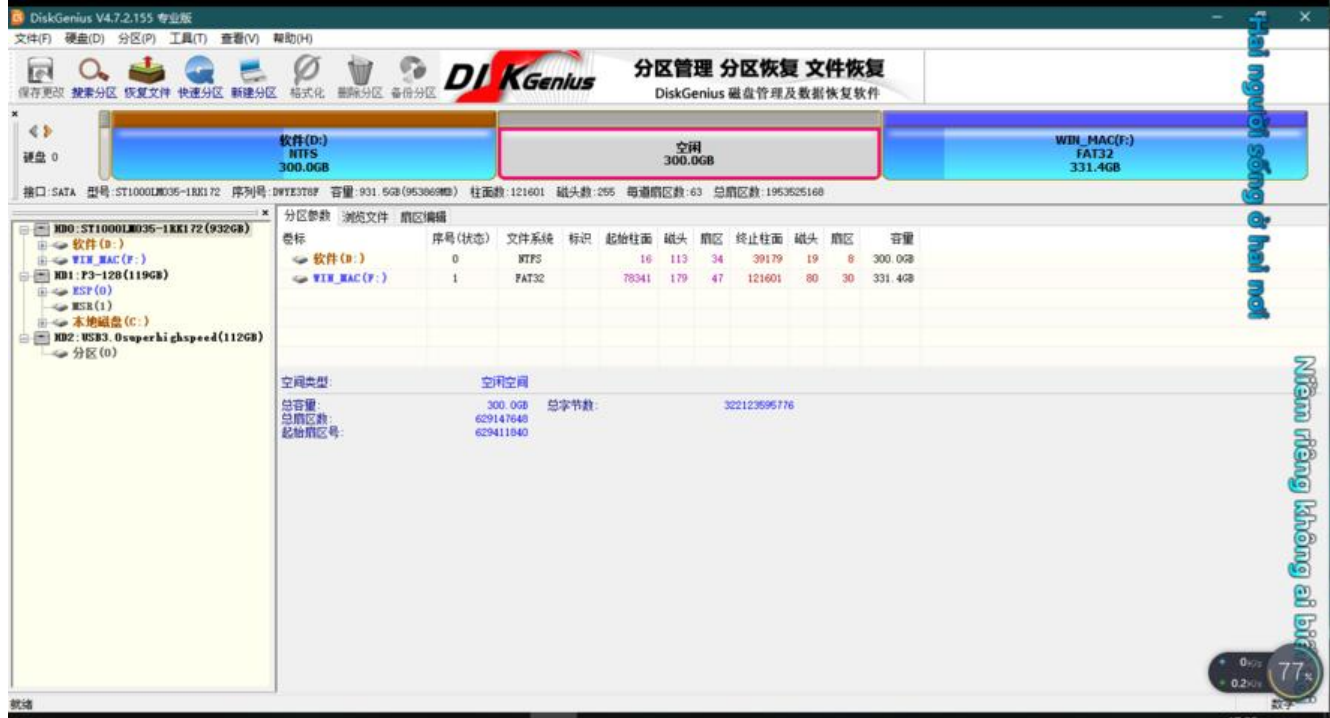 DiskGenius V4.7.2.155 专业版
文件(F) 硬盘(D) 分区(P) 工具(T) 查看(V) 帮助(H)
保存更改 搜索分区 恢复文件 快速分区 新建分区 格式化 删除分区 备份分区
DISKGenius
分区管理 分区恢复 文件恢复
DiskGenius 磁盘管理及数据恢复软件
硬盘 0
软件(D:)
NTFS
300.0GB
空闲
300.0GB
WIN_MAC(F:)
FAT32
331.4GB
接口:SATA 型号:ST1000LM035-1RK172 序列号:DWYE3T8F 容量:931.5GB(953869MB) 柱面数:121601 磁头数:255 每道扇区数:63 总扇区数:1953525168
HD0:ST1000LM035-1RK172(932GB)
软件(D:)
WIN_MAC(F:)
HD1:P3-128(119GB)
ESP(0)
MSR(1)
本地磁盘(C:)
HD2:USB3.0superhighspeed(112GB)
分区(0)
分区参数 浏览文件 扇区编辑
卷标 序号(状态) 文件系统 标识 起始柱面 磁头 扇区 终止柱面 磁头 扇区 容量
软件(D:) 0 NTFS 16 113 34 39179 19 8 300.0GB
WIN_MAC(F:) 1 FAT32 78341 179 47 121601 80 30 331.4GB
空间类型: 空闲空间
总容量: 300.0GB 总字节数: 322123595776
总扇区数: 629147648
起始扇区号: 629411840
Hai người sống ở hai nơi
Niềm riêng không ai
0K/s
0.2K/s
77%
就绪
数字